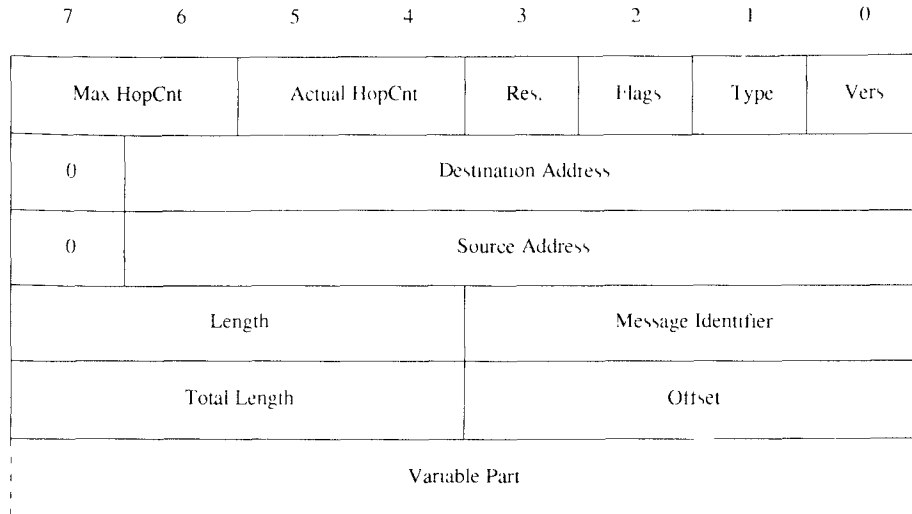 7 6 5 4 3 2 1 0
Max HopCnt Actual HopCnt Res. Flags Type Vers
0 Destination Address
0 Source Address
Length Message Identifier
Total Length Offset
Variable Part